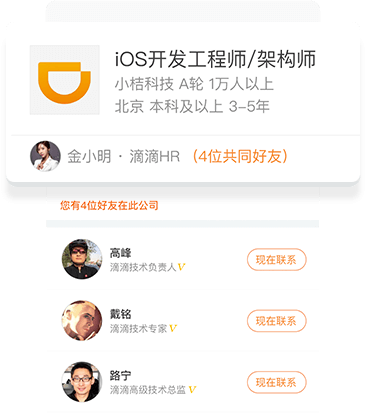 iOS开发工程师/架构师
小桔科技 A轮 1万人以上
北京 本科及以上 3-5年
金小明 · 滴滴HR （4位共同好友）
您有4位好友在此公司
高峰
滴滴技术负责人V
现在联系
戴铭
滴滴技术专家V
现在联系
路宁
滴滴高级技术总监V
现在联系